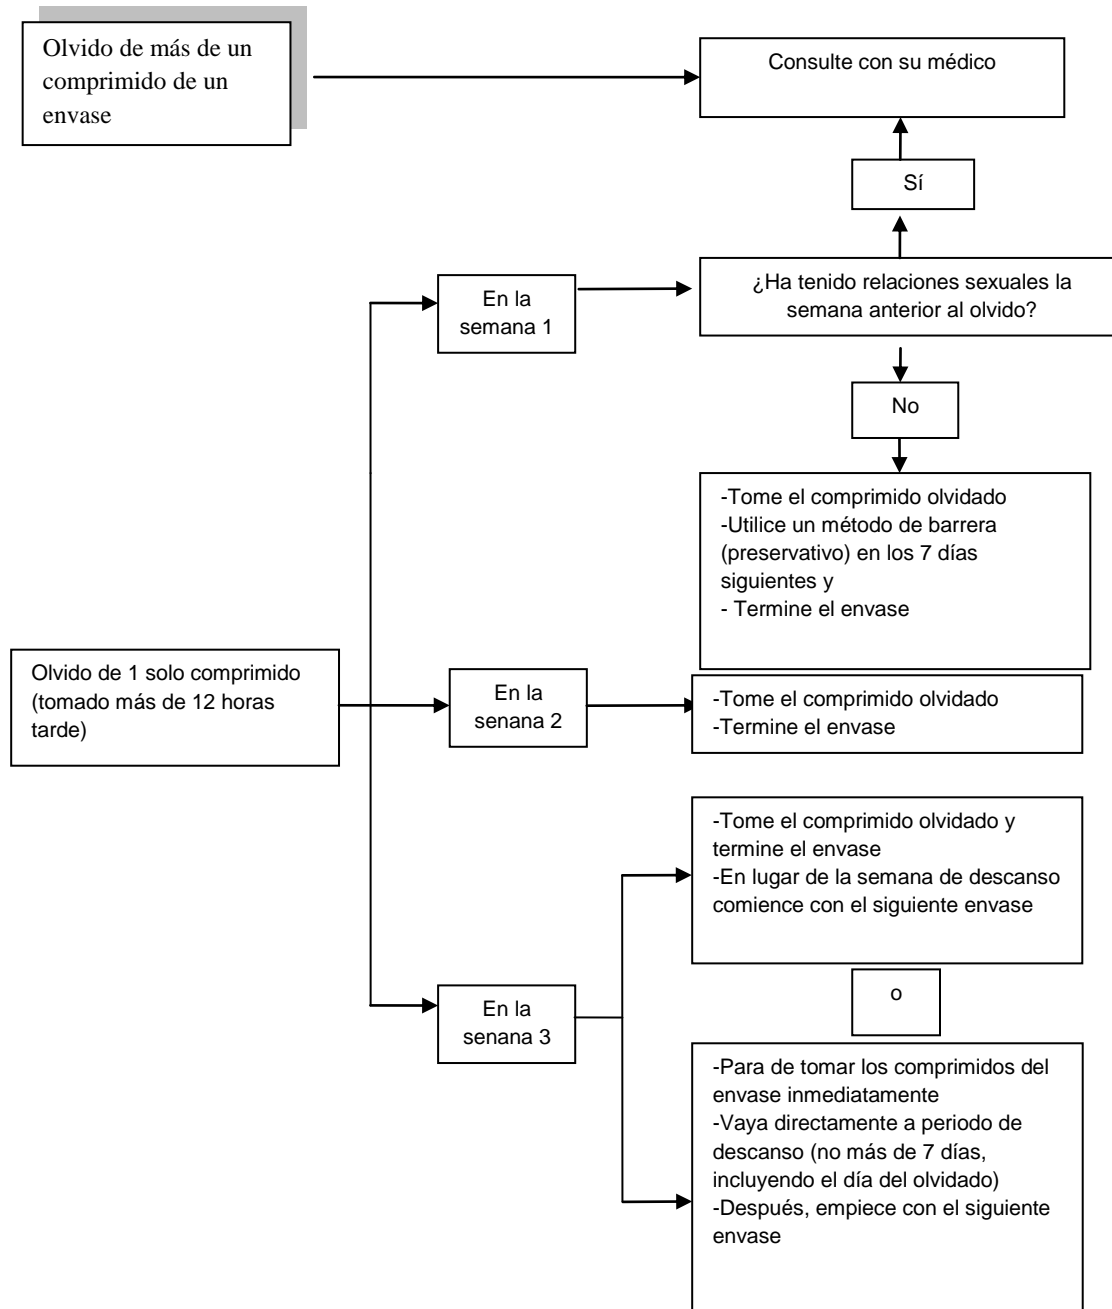 Olvido de más de un
comprimido de un
envase
Consulte con su médico
Sí
En la
semana 1
¿Ha tenido relaciones sexuales la
semana anterior al olvido?
No
-Tome el comprimido olvidado
-Utilice un método de barrera
(preservativo) en los 7 días
siguientes y
- Termine el envase
Olvido de 1 solo comprimido
(tomado más de 12 horas
tarde)
En la
senana 2
-Tome el comprimido olvidado
-Termine el envase
-Tome el comprimido olvidado y
termine el envase
-En lugar de la semana de descanso
comience con el siguiente envase
o
En la
senana 3
-Para de tomar los comprimidos del
envase inmediatamente
-Vaya directamente a periodo de
descanso (no más de 7 días,
incluyendo el día del olvidado)
-Después, empiece con el siguiente
envase